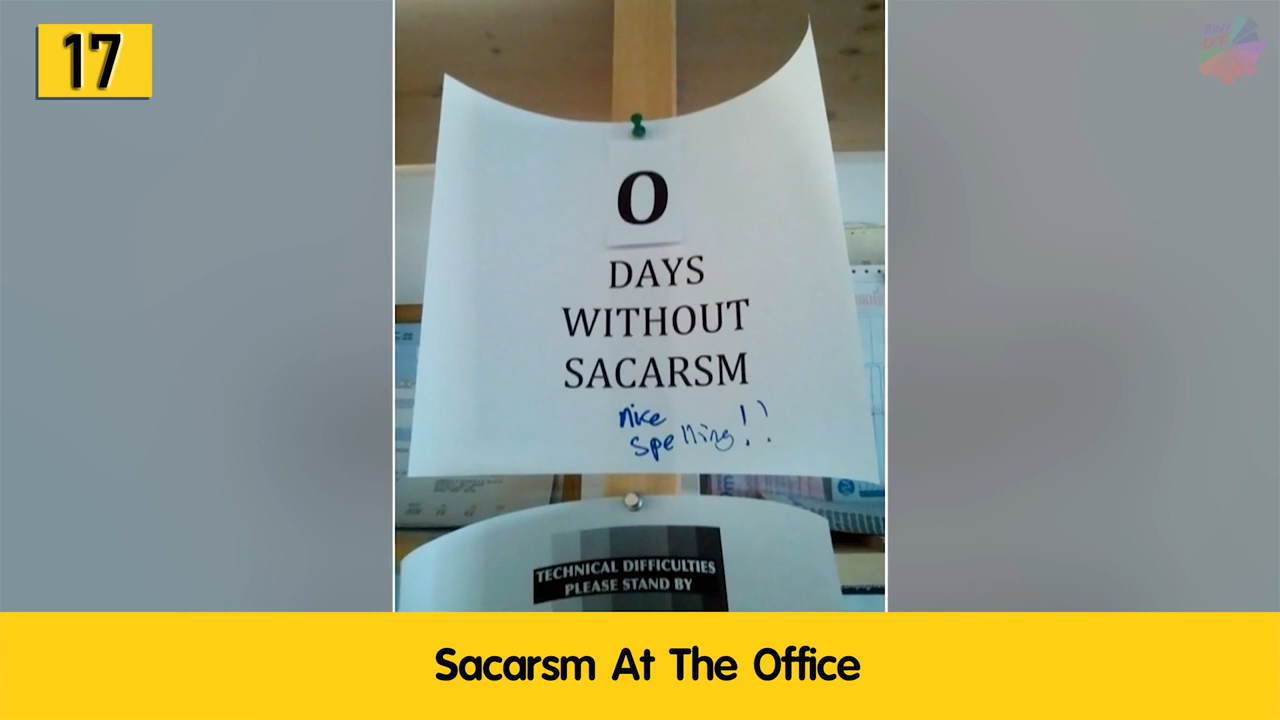 17
0
DAYS
WITHOUT
SACARSM
nice
spelling!!
TECHNICAL DIFFICULTIES
PLEASE STAND BY
Sacarsm At The Office